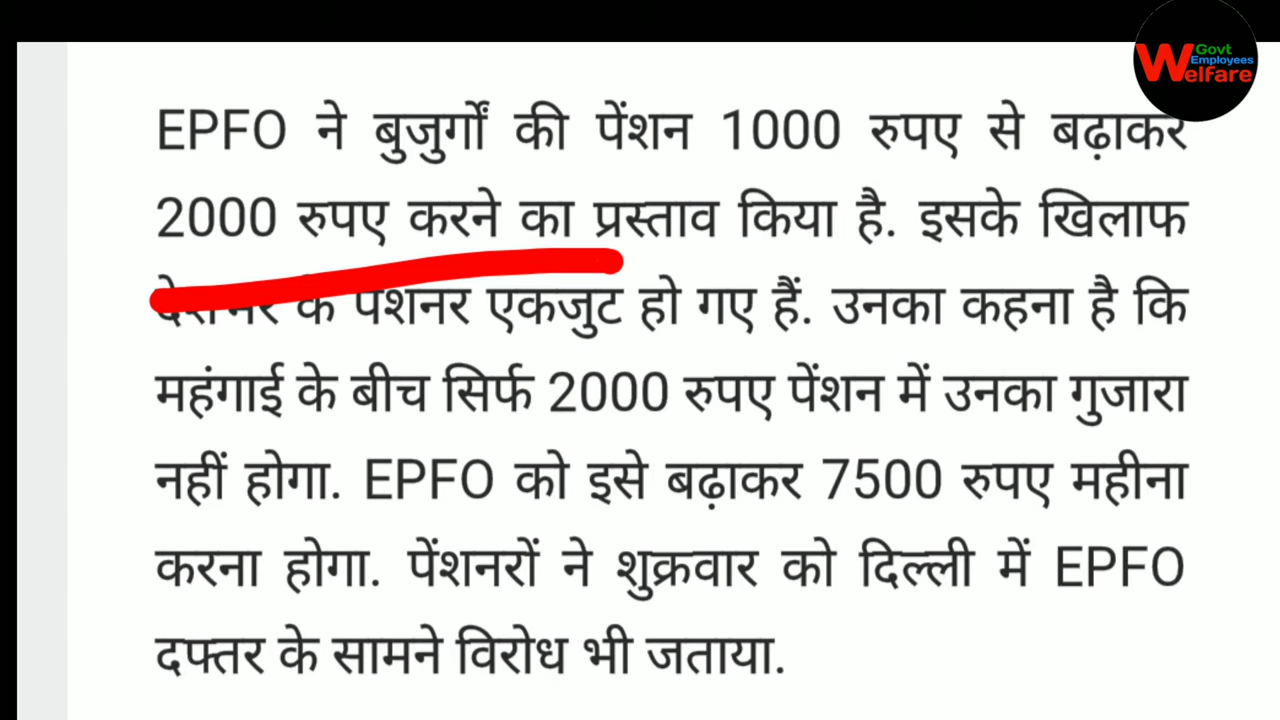 Govt
Employees
Welfare
EPFO ने बुजुर्गों की पेंशन 1000 रुपए से बढ़ाकर
2000 रुपए करने का प्रस्ताव किया है. इसके खिलाफ
देशभर के पेंशनर एकजुट हो गए हैं. उनका कहना है कि
महंगाई के बीच सिर्फ 2000 रुपए पेंशन में उनका गुजारा
नहीं होगा. EPFO को इसे बढ़ाकर 7500 रुपए महीना
करना होगा. पेंशनरों ने शुक्रवार को दिल्ली में EPFO
दफ्तर के सामने विरोध भी जताया.